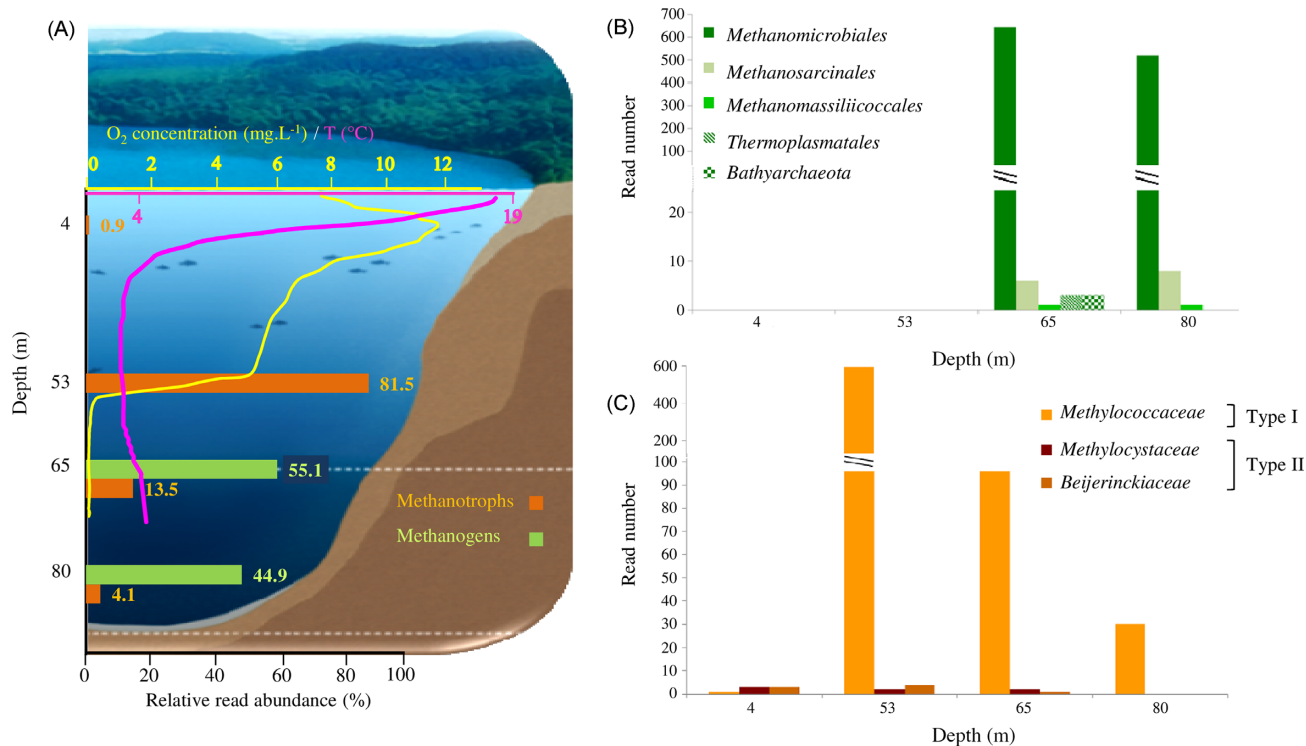 (A)
O₂ concentration (mg.L⁻¹) / T (°C)
0 2 4 6 8 10 12
4 19
Depth (m)
4
0.9
53
81.5
65
55.1
13.5
Methanotrophs
Methanogens
80
44.9
4.1
0 20 40 60 80 100
Relative read abundance (%)
(B)
Read number
700
600
500
400
300
200
100
20
10
0
Methanomicrobiales
Methanosarcinales
Methanomassiliicoccales
Thermoplasmatales
Bathyarchaeota
4 53 65 80
Depth (m)
(C)
Read number
600
400
200
100
90
80
70
60
50
40
30
20
10
0
Methylococcaceae Type I
Methylocystaceae
Type II
Beijerinckiaceae
4 53 65 80
Depth (m)